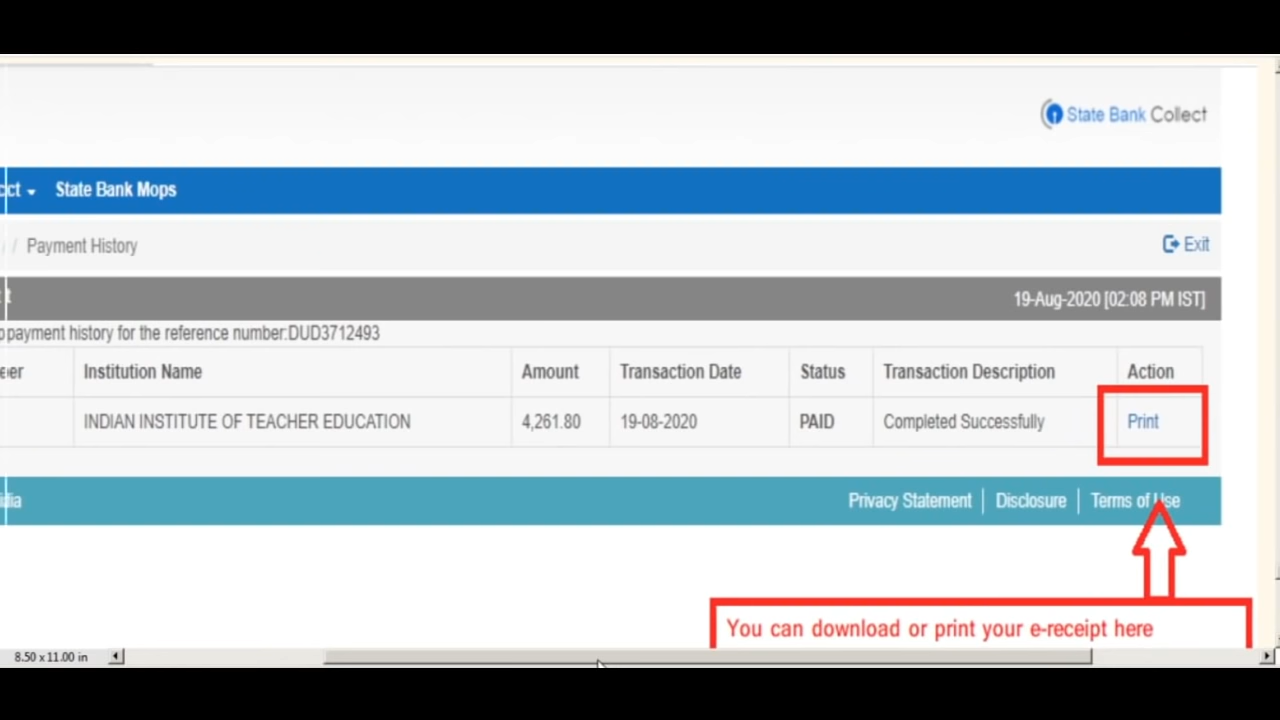 State Bank Collect
State Bank Mops
/ Payment History
Exit
19-Aug-2020 [02:08 PM IST]
payment history for the reference number:DUD3712493
Institution Name Amount Transaction Date Status Transaction Description Action
INDIAN INSTITUTE OF TEACHER EDUCATION 4,261.80 19-08-2020 PAID Completed Successfully Print
Privacy Statement Disclosure Terms of Use
You can download or print your e-receipt here
8.50 x 11.00 in